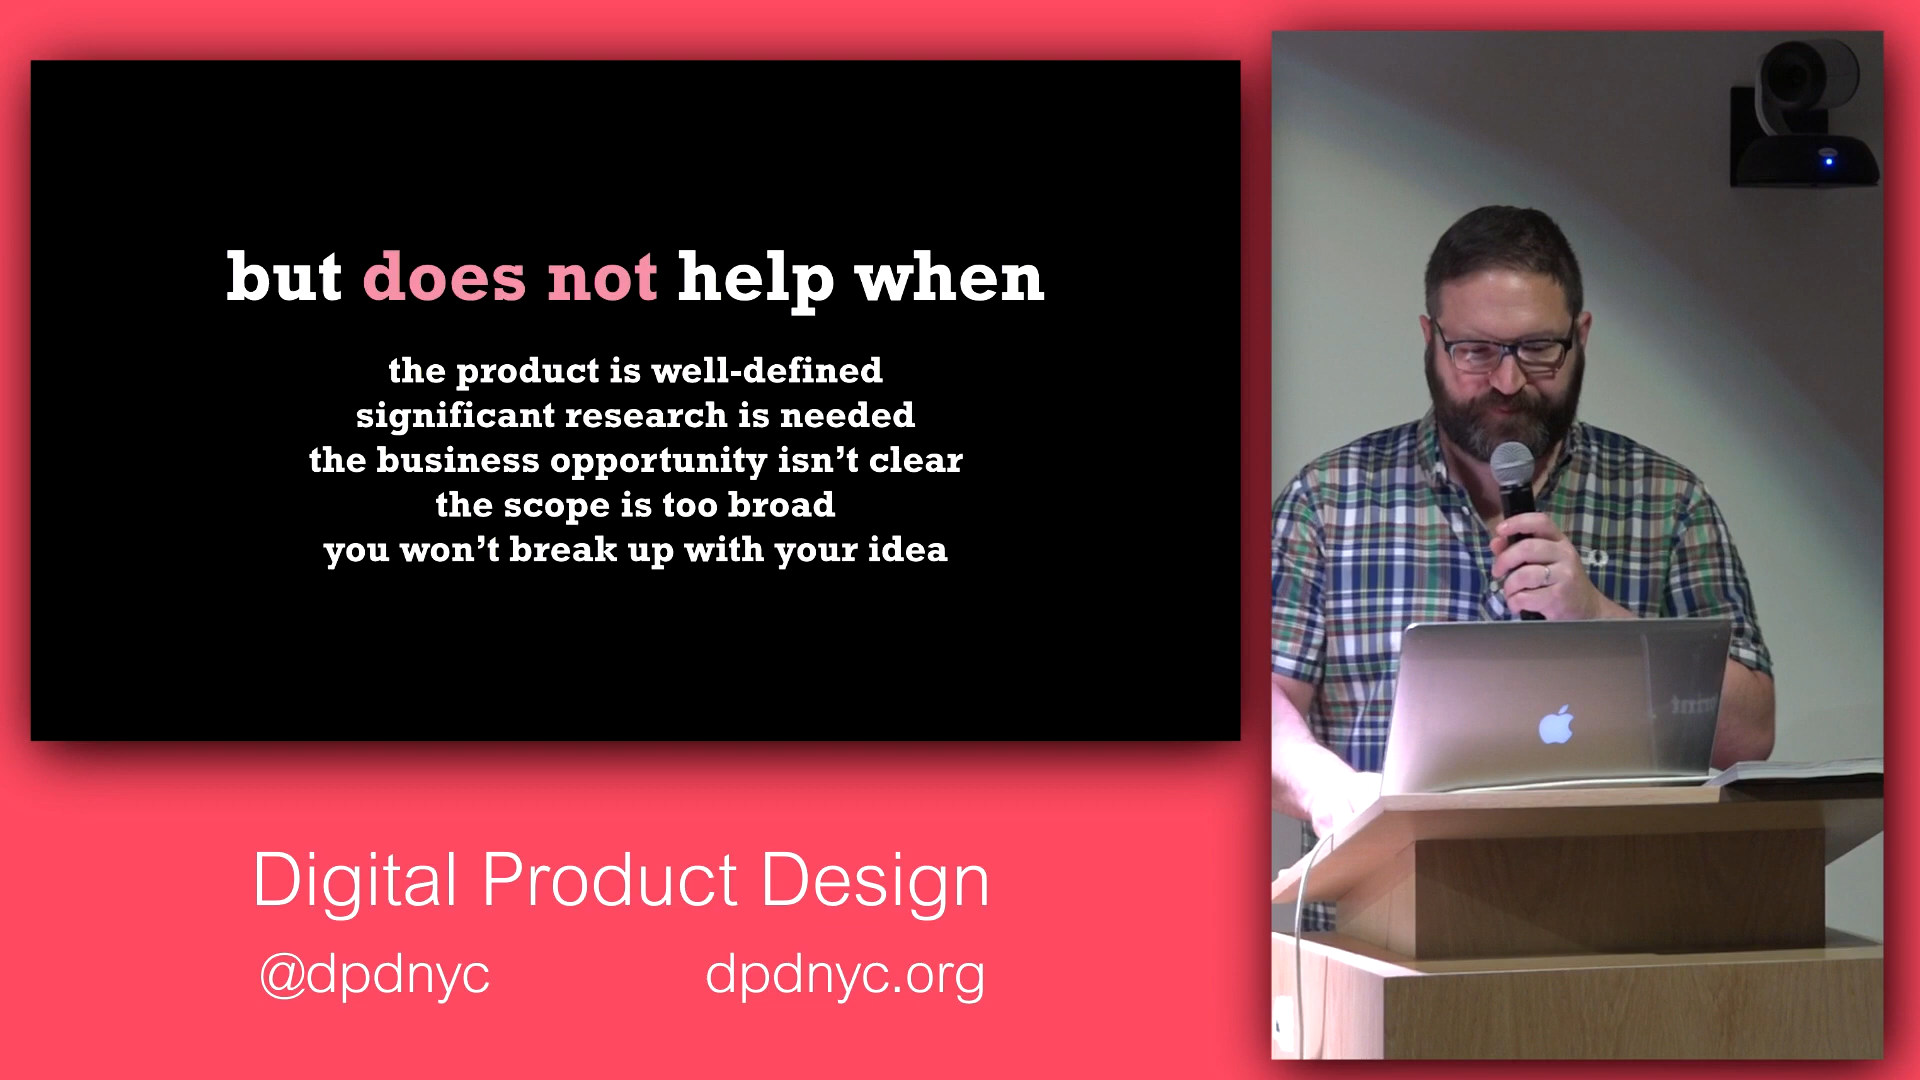 but does not help when
the product is well-defined
significant research is needed
the business opportunity isn’t clear
the scope is too broad
you won’t break up with your idea
Digital Product Design
@dpdnyc
dpdnyc.org